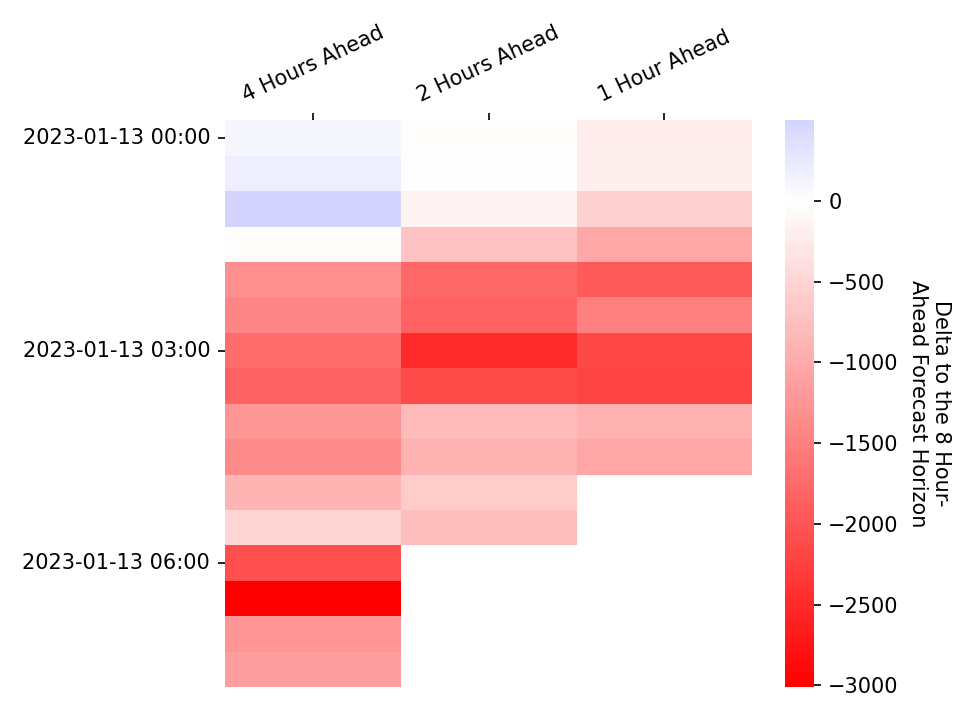 4 Hours Ahead
2 Hours Ahead
1 Hour Ahead
2023-01-13 00:00
2023-01-13 03:00
2023-01-13 06:00
0
−500
−1000
−1500
−2000
−2500
−3000
Delta to the 8 Hour-
Ahead Forecast Horizon